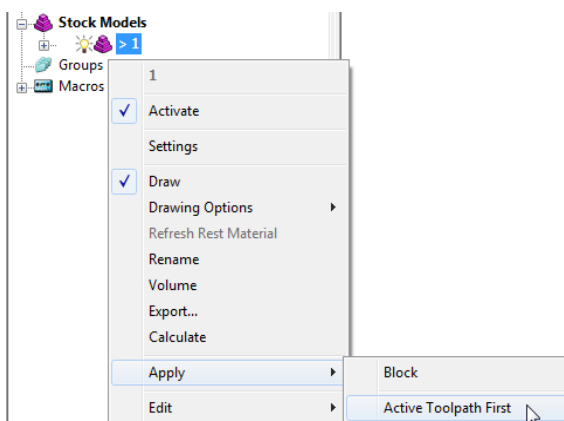 Stock Models
> 1
Groups
Macros
1
Activate
Settings
Draw
Drawing Options
Refresh Rest Material
Rename
Volume
Export...
Calculate
Apply
Block
Edit
Active Toolpath First